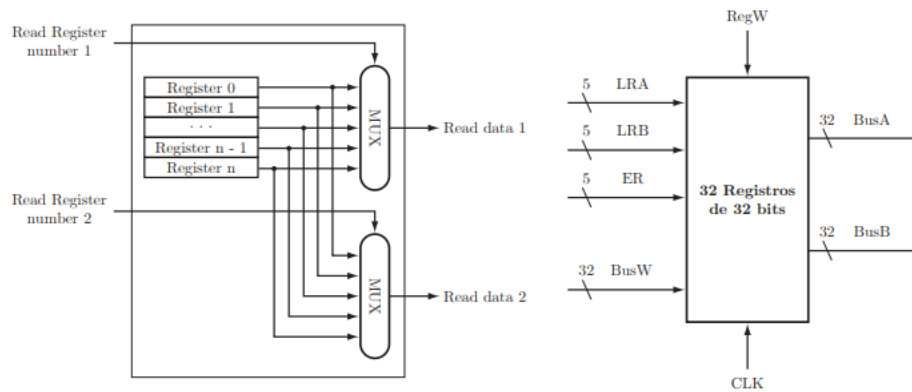 Read Register
number 1
Register 0
Register 1
. . .
Register n - 1
Register n
MUX
Read data 1
Read Register
number 2
MUX
Read data 2
RegW
5 LRA
5 LRB
5 ER
32 BusW
32 Registros
de 32 bits
32 BusA
32 BusB
CLK